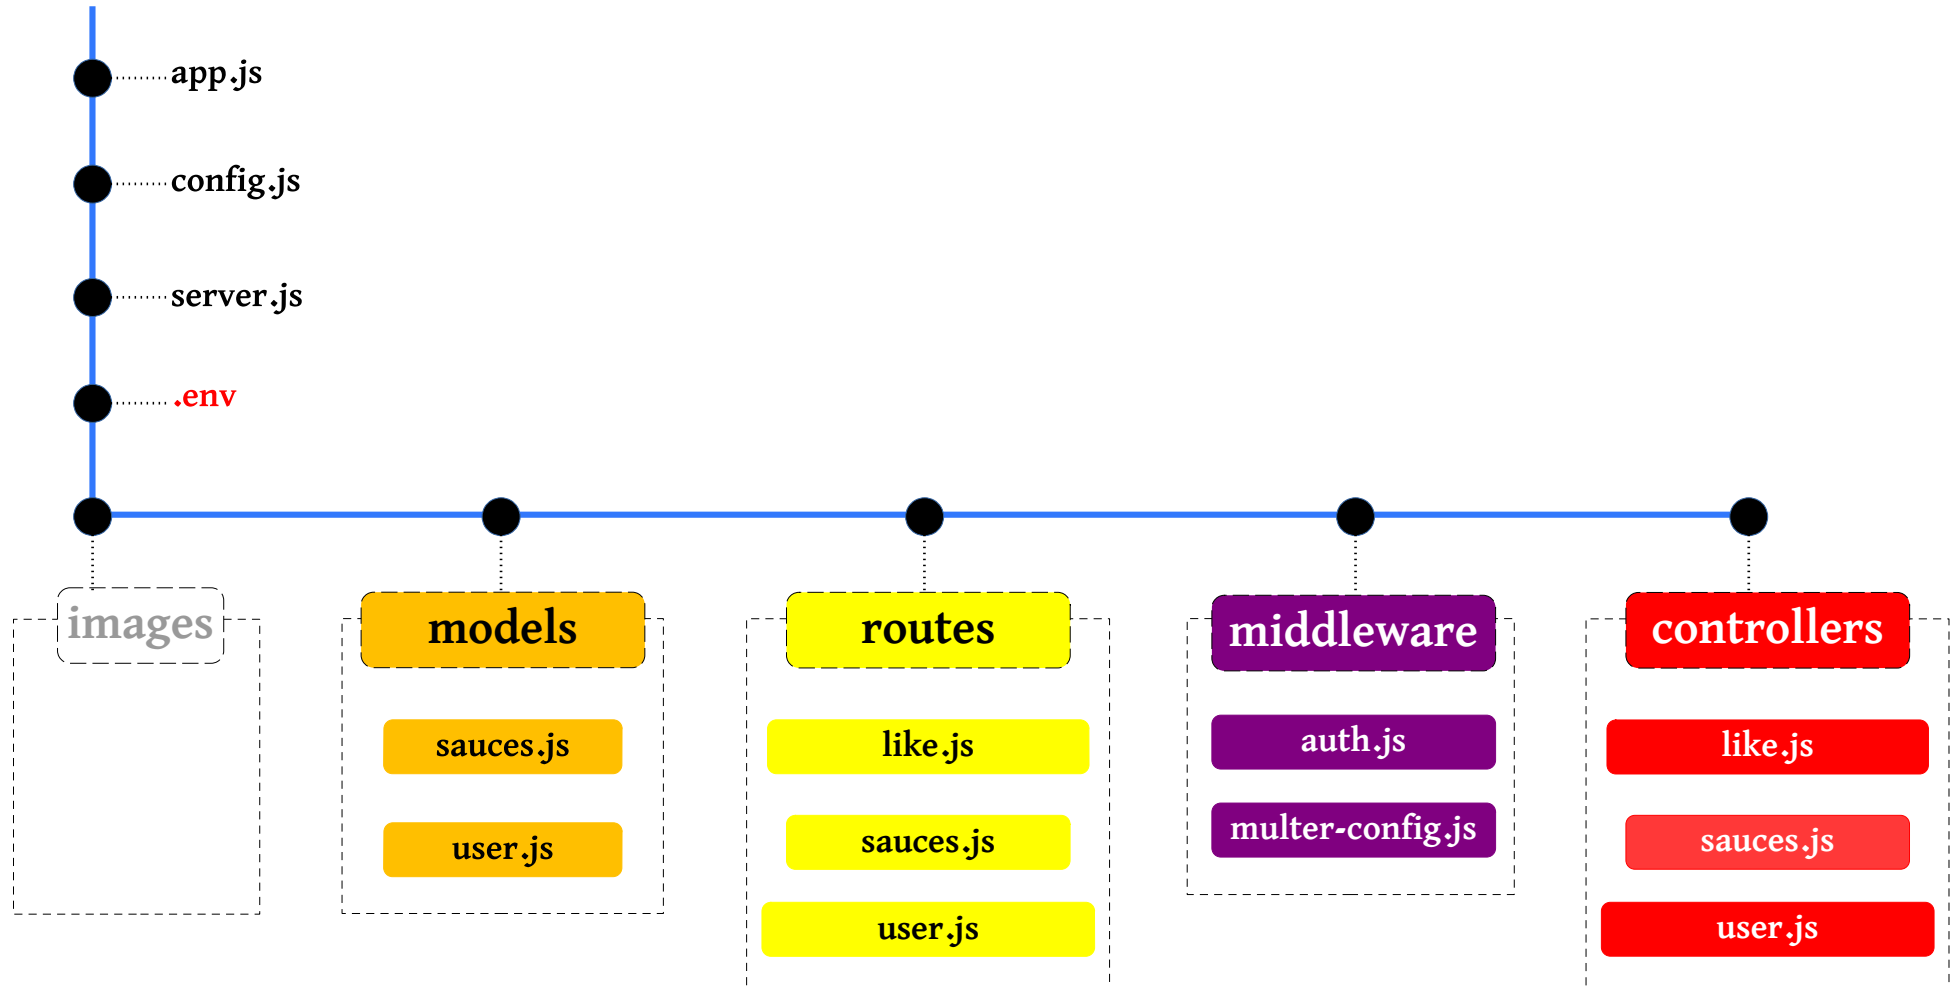 app.js
config.js
server.js
.env
images
models
sauces.js
user.js
routes
like.js
sauces.js
user.js
middleware
auth.js
multer-config.js
controllers
like.js
sauces.js
user.js